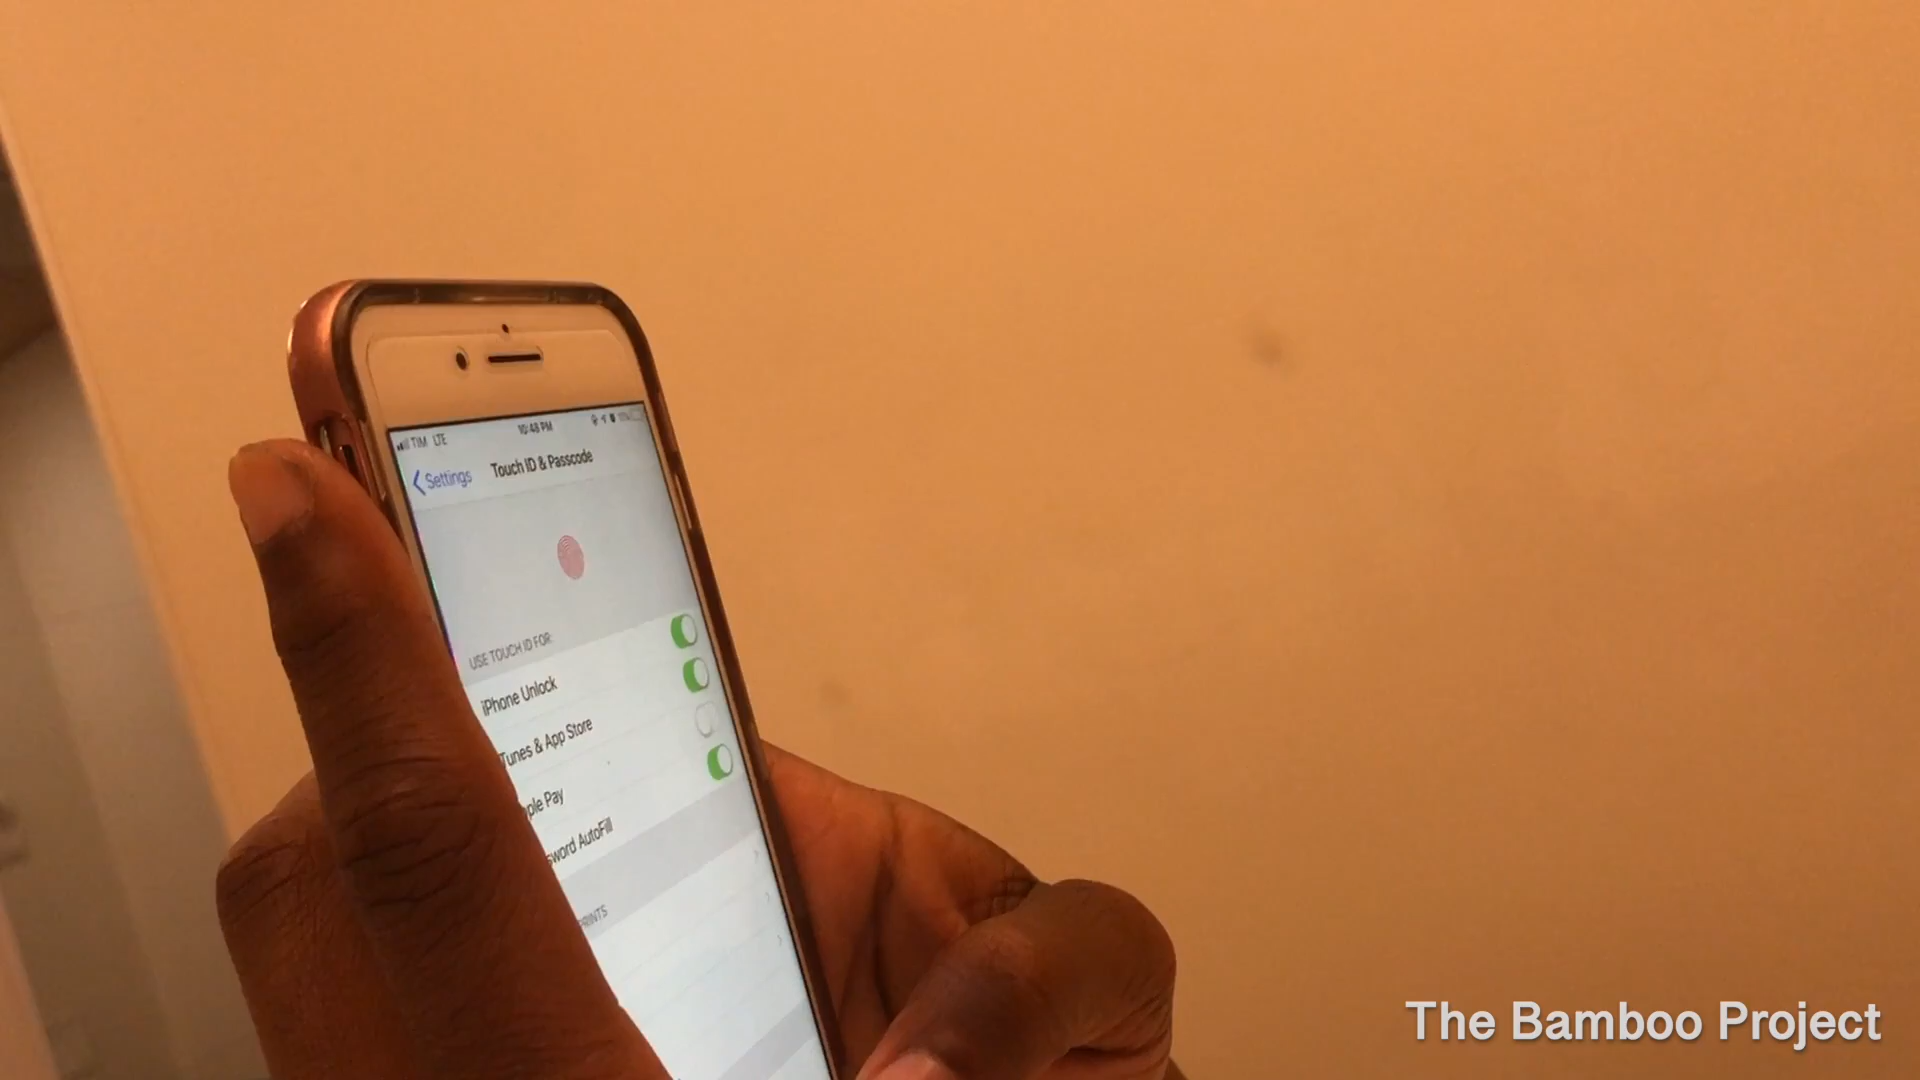 TIM LTE
10:48 PM
Settings
Touch ID & Passcode
USE TOUCH ID FOR:
iPhone Unlock
Tunes & App Store
ple Pay
sword AutoFill
PRINTS
The Bamboo Project